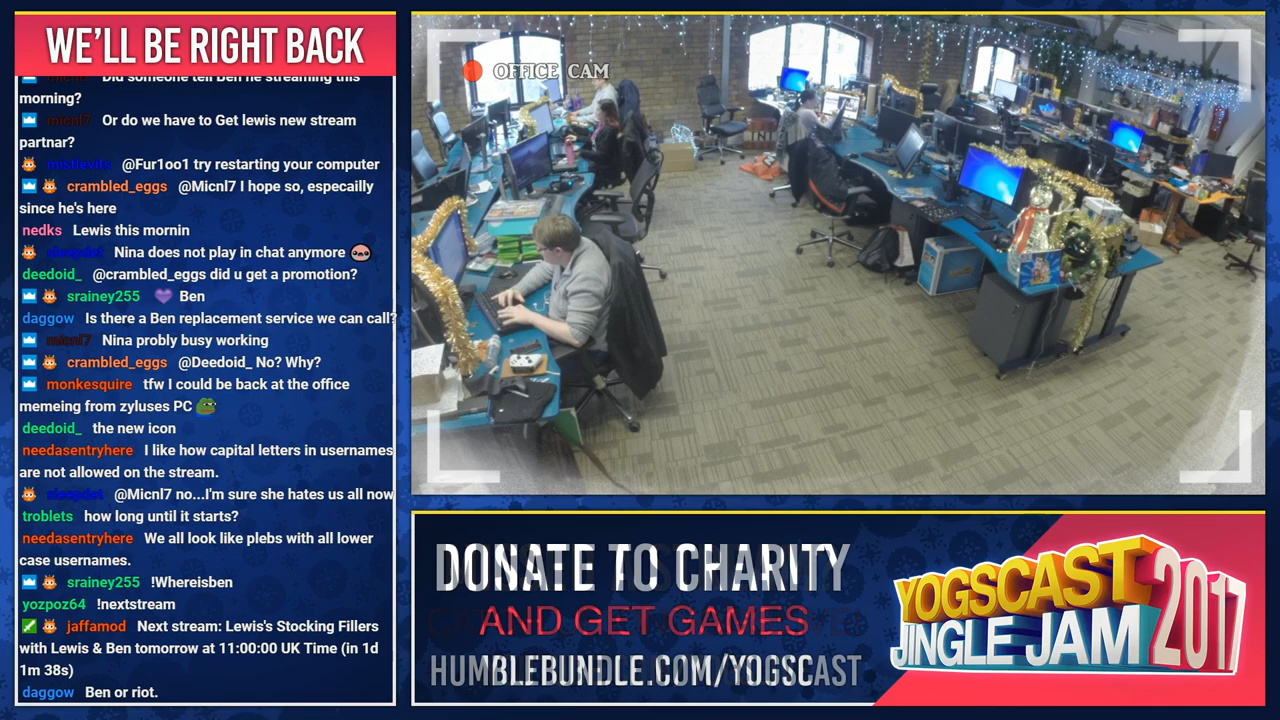 WE'LL BE RIGHT BACK
Did someone tell Ben he streaming this
morning?
micnl7 Or do we have to Get lewis new stream
partnar?
mistlevits @Fur1oo1 try restarting your computer
crambled_eggs @Micnl7 I hope so, especailly
since he's here
nedks Lewis this mornin
Nina does not play in chat anymore
deedoid_ @crambled_eggs did u get a promotion?
srainey255 Ben
daggow Is there a Ben replacement service we can call?
micnl7 Nina probly busy working
crambled_eggs @Deedoid_ No? Why?
monkesquire tfw I could be back at the office
memeing from zyluses PC
deedoid_ the new icon
needasentryhere I like how capital letters in usernames
are not allowed on the stream.
@Micnl7 no...I'm sure she hates us all now
troblets how long until it starts?
needasentryhere We all look like plebs with all lower
case usernames.
srainey255 !Whereisben
yozpoz64 !nextstream
jaffamod Next stream: Lewis's Stocking Fillers
with Lewis & Ben tomorrow at 11:00:00 UK Time (in 1d
1m 38s)
daggow Ben or riot.
OFFICE CAM
DONATE TO CHARITY
AND GET GAMES
HUMBLEBUNDLE.COM/YOGSCAST
YOGSCAST
JINGLE JAM 2017